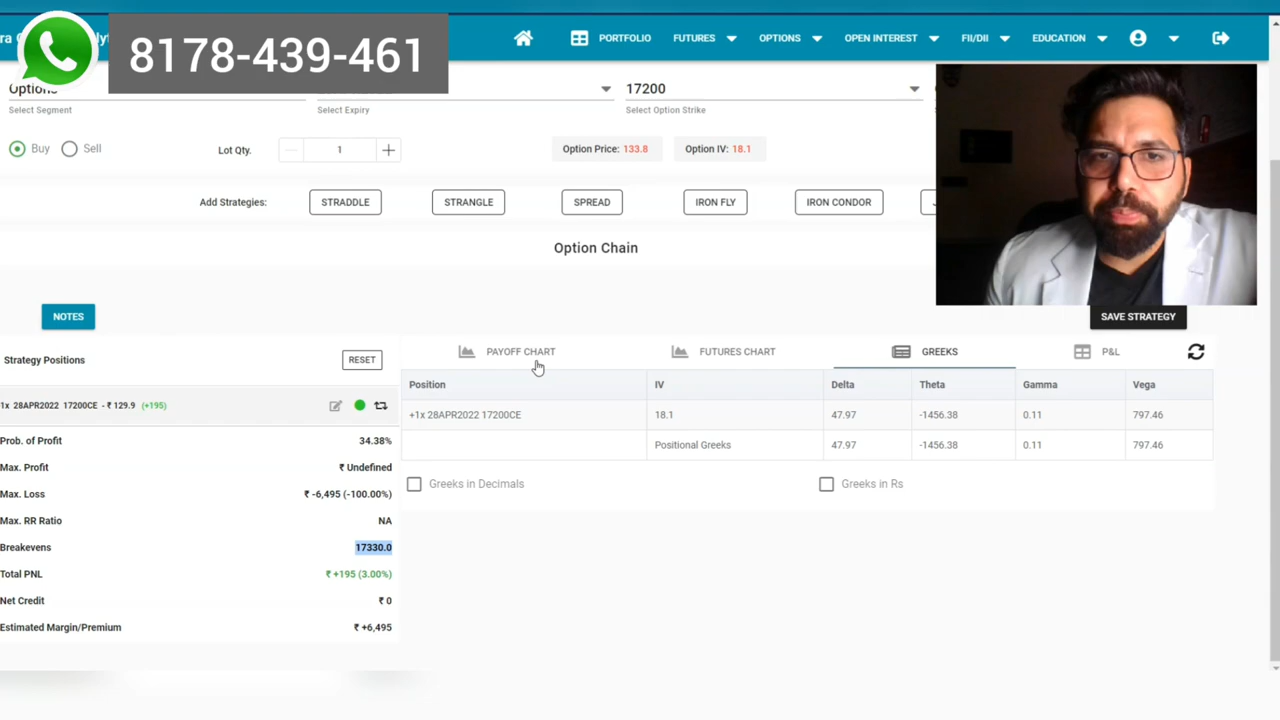 8178-439-461
PORTFOLIO
FUTURES
OPTIONS
OPEN INTEREST
FII/DII
EDUCATION
Options
17200
Select Segment
Select Expiry
Select Option Strike
Buy
Sell
Lot Qty.
1
Option Price: 133.8
Option IV: 18.1
Add Strategies:
STRADDLE
STRANGLE
SPREAD
IRON FLY
IRON CONDOR
Option Chain
NOTES
SAVE STRATEGY
Strategy Positions
RESET
1x 28APR2022 17200CE - ₹ 129.9 (+195)
Prob. of Profit 34.38%
Max. Profit ₹ Undefined
Max. Loss ₹ -6,495 (-100.00%)
Max. RR Ratio NA
Breakevens 17330.0
Total PNL ₹ +195 (3.00%)
Net Credit ₹ 0
Estimated Margin/Premium ₹ +6,495
PAYOFF CHART
FUTURES CHART
GREEKS
P&L
Position IV Delta Theta Gamma Vega
+1x 28APR2022 17200CE 18.1 47.97 -1456.38 0.11 797.46
Positional Greeks 47.97 -1456.38 0.11 797.46
Greeks in Decimals
Greeks in Rs